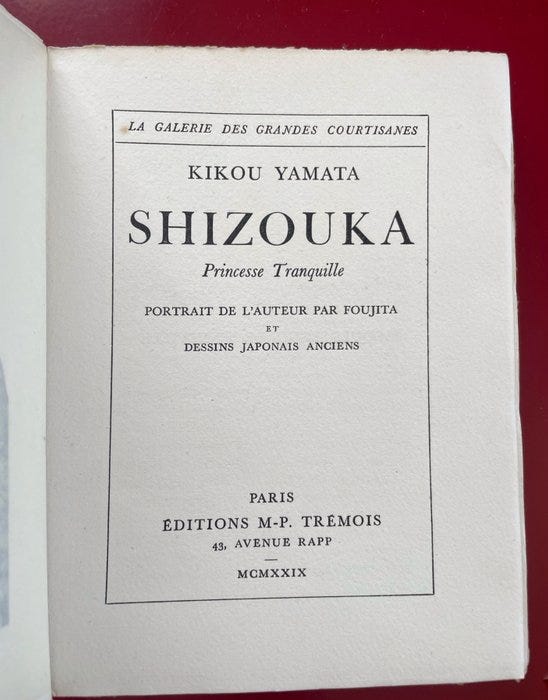 LA GALERIE DES GRANDES COURTISANES
KIKOU YAMATA
SHIZOUKA
Princesse Tranquille
PORTRAIT DE L'AUTEUR PAR FOUJITA
ET
DESSINS JAPONAIS ANCIENS
PARIS
ÉDITIONS M-P. TRÉMOIS
43, AVENUE RAPP
—
MCMXXIX